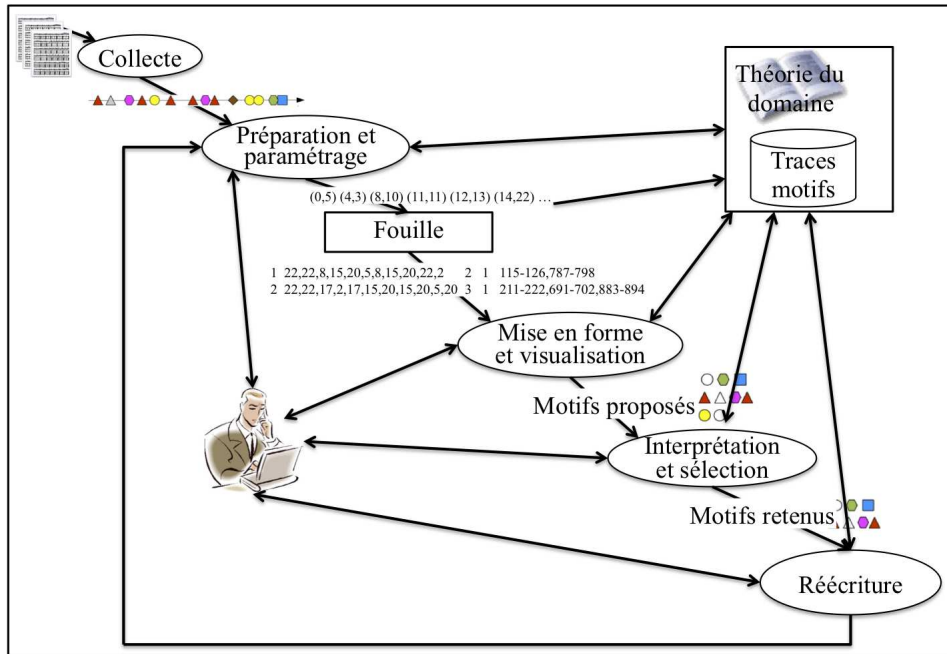 Collecte
Théorie du
domaine
Traces
motifs
Préparation et
paramétrage
(0,5) (4,3) (8,10) (11,11) (12,13) (14,22) ...
Fouille
1 22,22,8,15,20,5,8,15,20,22,2 2 1 115-126,787-798
2 22,22,17,2,17,15,20,15,20,5,20 3 1 211-222,691-702,883-894
Mise en forme
et visualisation
Motifs proposés
Interprétation
et sélection
Motifs retenus
Réécriture